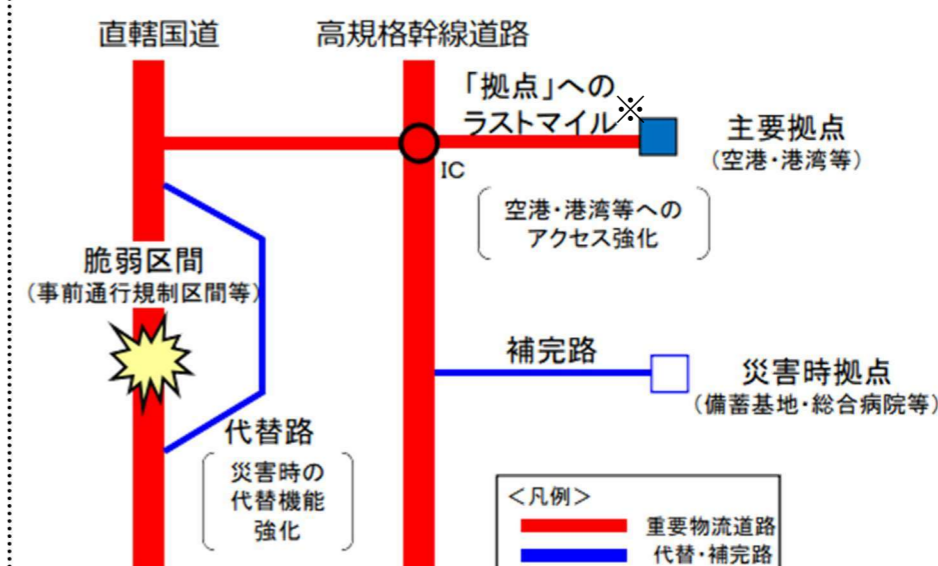 直轄国道
高規格幹線道路
「拠点」への
ラストマイル※
主要拠点
(空港・港湾等)
IC
空港・港湾等への
アクセス強化
脆弱区間
(事前通行規制区間等)
補完路
災害時拠点
(備蓄基地・総合病院等)
代替路
災害時の
代替機能
強化
<凡例>
重要物流道路
代替・補完路